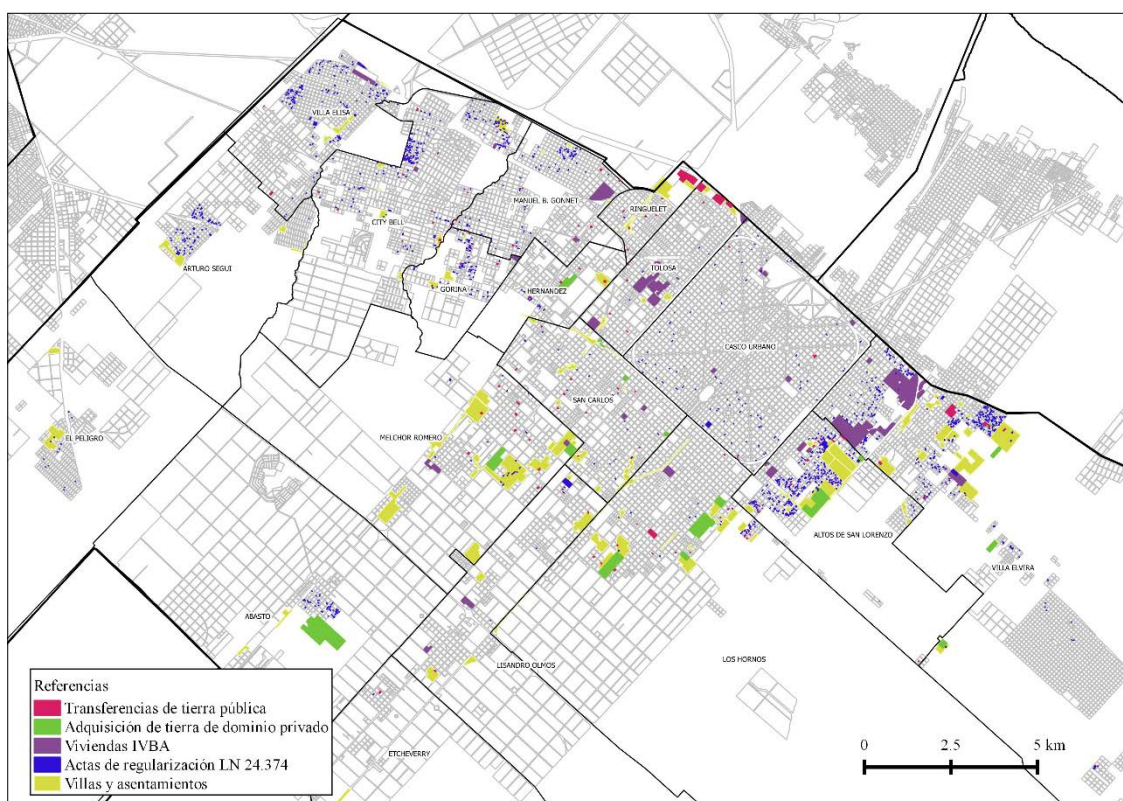 VILLA ELISA
MANUEL B. GONNET
RINGUELET
CITY BELL
ARTURO SEGUI
TOLOSA
GORINA
HERNANDEZ
CASCO URBANO
SAN CARLOS
EL PELIGRO
MELCHOR ROMERO
ALTOS DE SAN LORENZO
VILLA ELVIRA
ABASTO
LISANDRO OLMOS
LOS HORNOS
ETCHEVERRY
Referencias
Transferencias de tierra pública
Adquisición de tierra de dominio privado
Viviendas IVBA
Actas de regularización LN 24.374
Villas y asentamientos
0 2.5 5 km